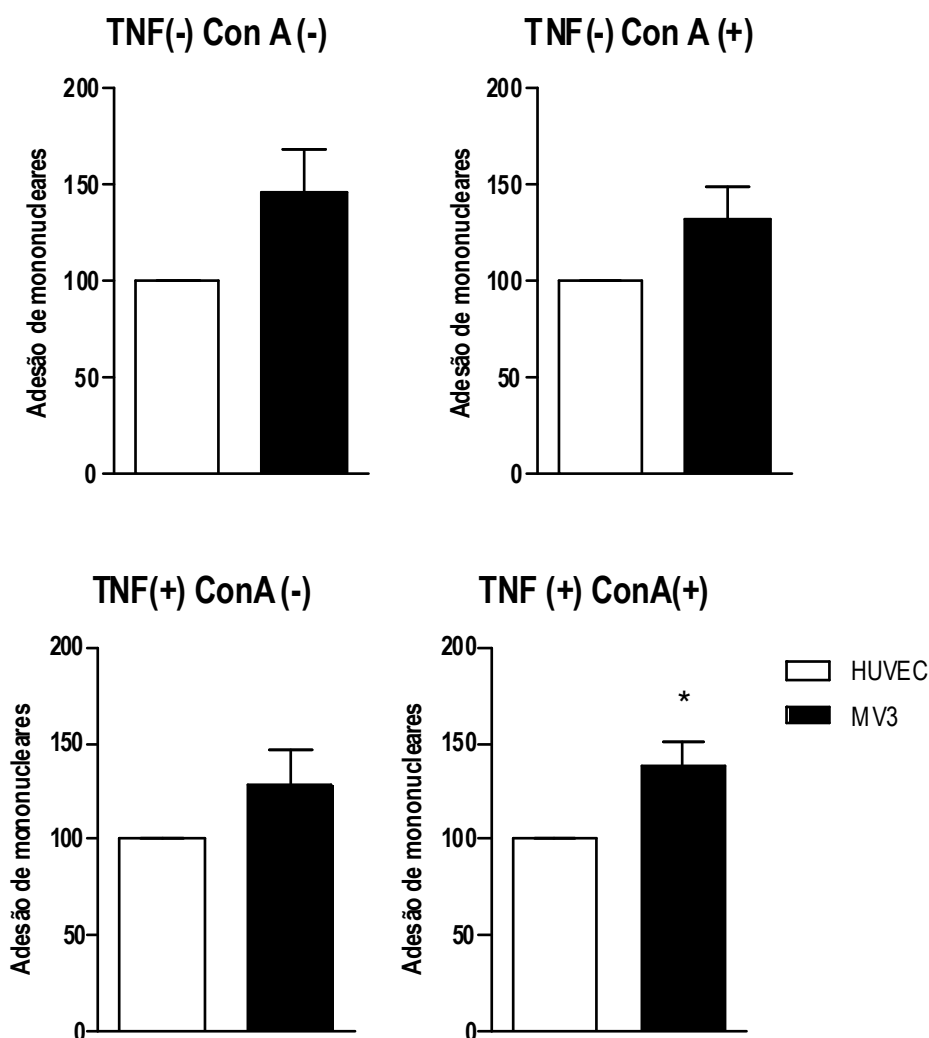 TNF(-) Con A (-)
200
150
100
50
0
Adesão de mononucleares
TNF(-) Con A (+)
200
150
100
50
0
Adesão de mononucleares
TNF(+) ConA (-)
200
150
100
50
0
Adesão de mononucleares
TNF (+) ConA(+)
200
150
100
50
0
Adesão de mononucleares
*
HUVEC
MV3